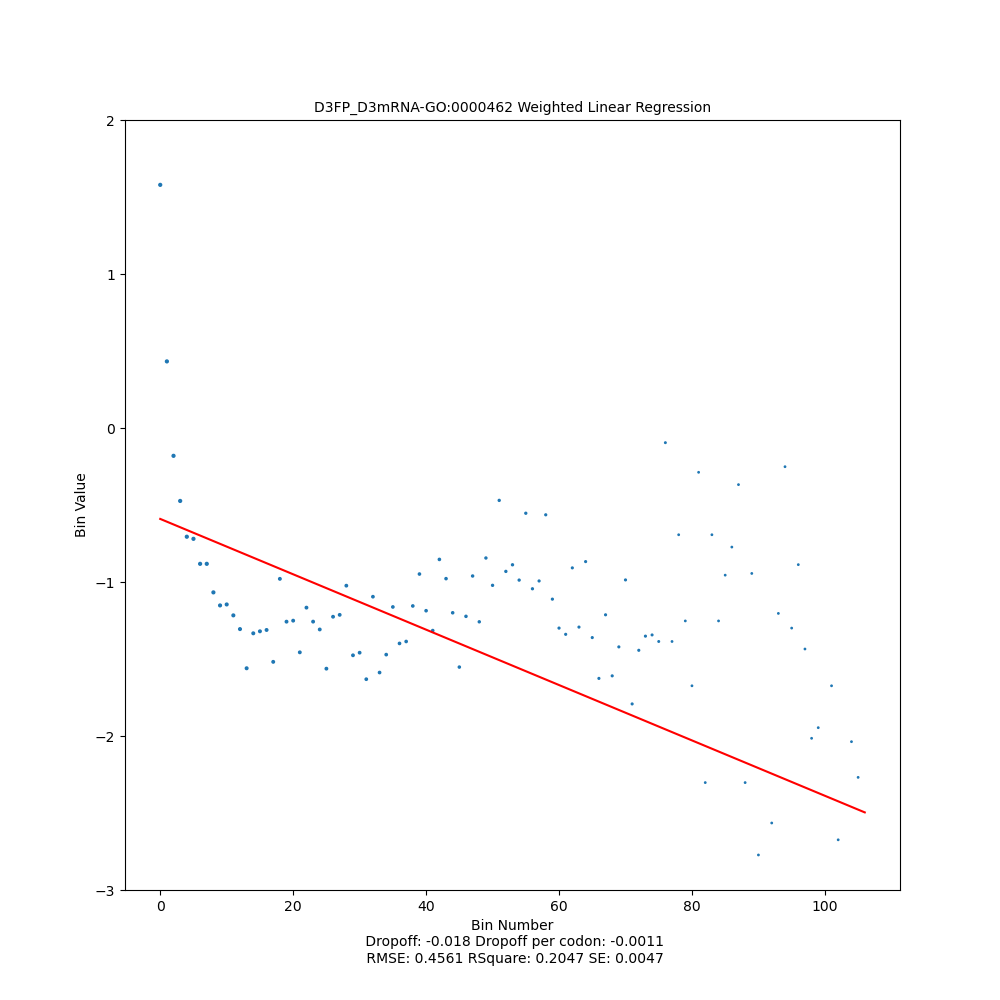 D3FP_D3mRNA-GO:0000462 Weighted Linear Regression
2
1
0
−1
−2
−3
Bin Value
0 20 40 60 80 100
Bin Number
Dropoff: -0.018 Dropoff per codon: -0.0011
RMSE: 0.4561 RSquare: 0.2047 SE: 0.0047